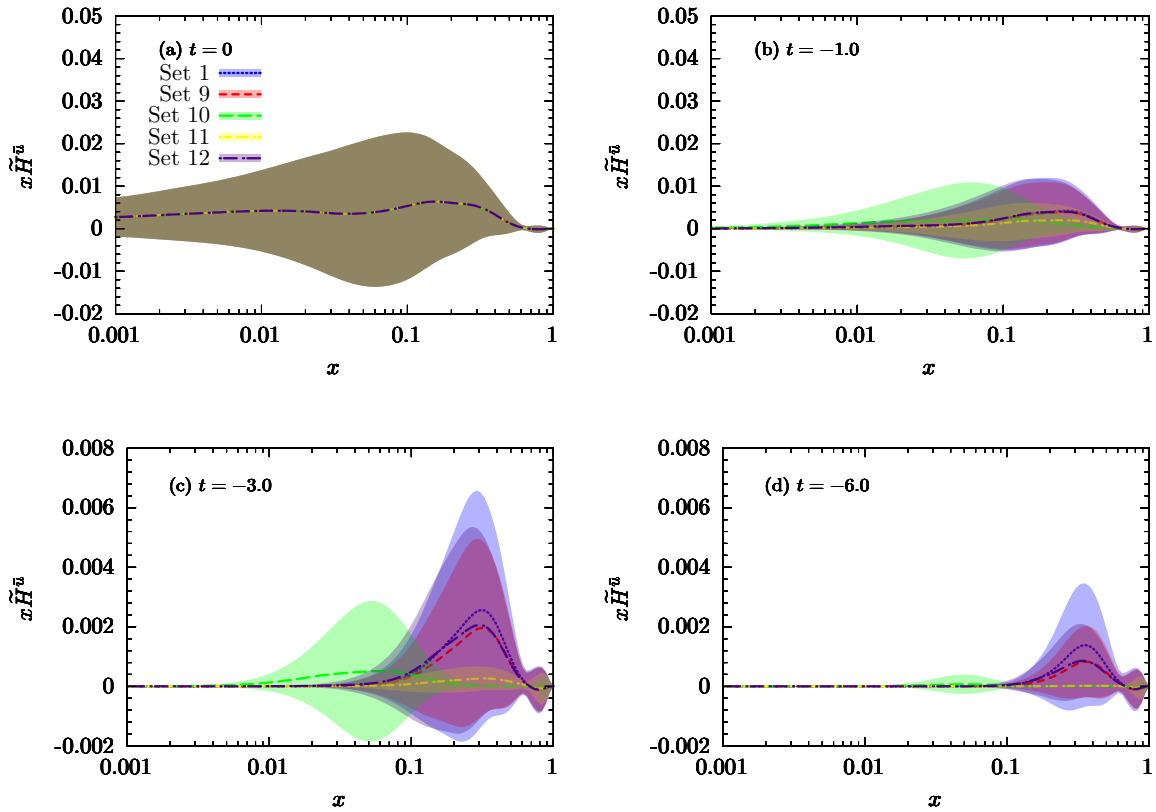 (a) t = 0
Set 1
Set 9
Set 10
Set 11
Set 12
0.05
0.04
0.03
0.02
0.01
0
-0.01
-0.02
xH̃ū
0.001 0.01 0.1 1
x
(b) t = −1.0
0.05
0.04
0.03
0.02
0.01
0
-0.01
-0.02
xH̃ū
0.001 0.01 0.1 1
x
(c) t = −3.0
0.008
0.006
0.004
0.002
0
-0.002
xH̃ū
0.001 0.01 0.1 1
x
(d) t = −6.0
0.008
0.006
0.004
0.002
0
-0.002
xH̃ū
0.001 0.01 0.1 1
x